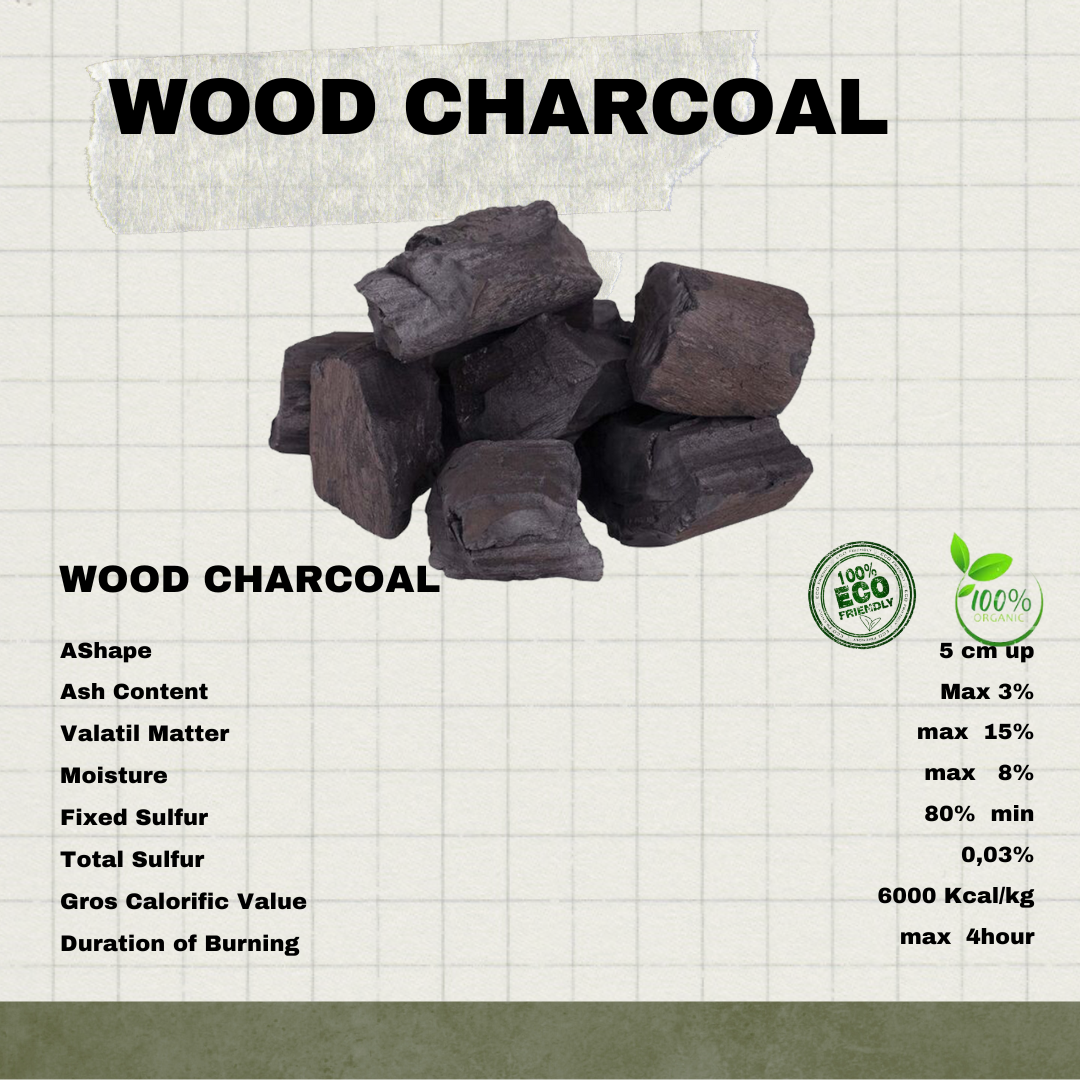 WOOD CHARCOAL
WOOD CHARCOAL
100%
ECO
FRIENDLY
100%
ORGANIC!
AShape 5 cm up
Ash Content Max 3%
Valatil Matter max 15%
Moisture max 8%
Fixed Sulfur 80% min
Total Sulfur 0,03%
Gros Calorific Value 6000 Kcal/kg
Duration of Burning max 4hour